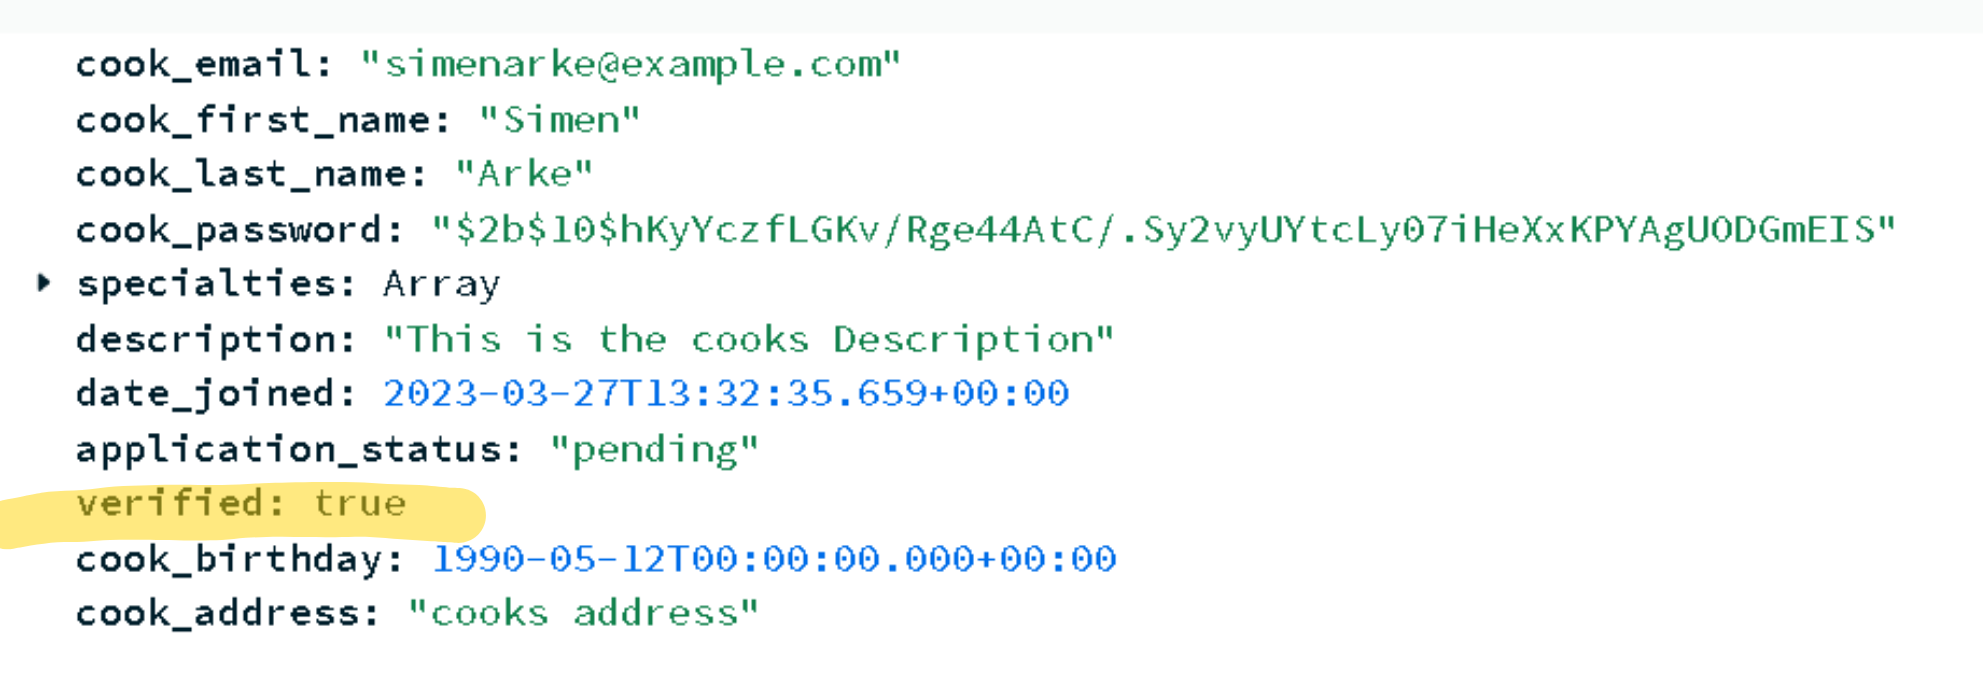 cook_email: "simenarke@example.com"
cook_first_name: "Simen"
cook_last_name: "Arke"
cook_password: "$2b$10$hKyYczfLGKv/Rge44AtC/.Sy2vyUYtcLy07iHeXxKPYAgUODGmEIS"
specialties: Array
description: "This is the cooks Description"
date_joined: 2023-03-27T13:32:35.659+00:00
application_status: "pending"
verified: true
cook_birthday: 1990-05-12T00:00:00.000+00:00
cook_address: "cooks address"